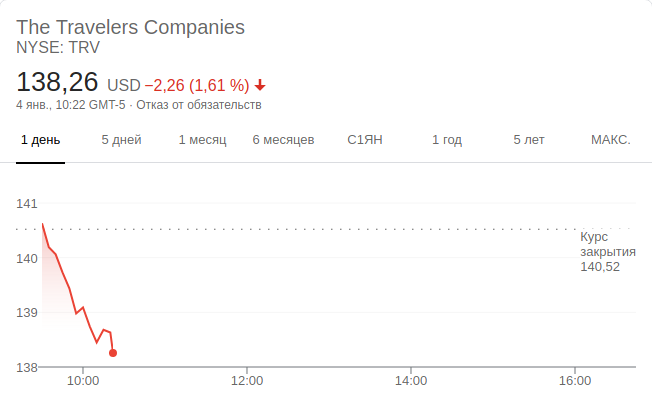 The Travelers Companies
NYSE: TRV
138,26 USD −2,26 (1,61 %)
4 янв., 10:22 GMT-5 · Отказ от обязательств
1 день 5 дней 1 месяц 6 месяцев С1ЯН 1 год 5 лет МАКС.
141
Курс
закрытия
140,52
140
139
138
10:00 12:00 14:00 16:00